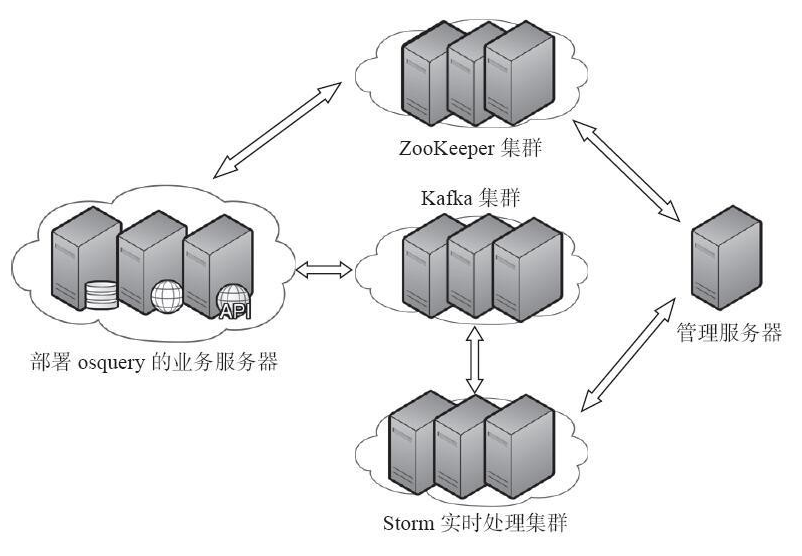 ZooKeeper 集群
Kafka 集群
API
管理服务器
部署 osquery 的业务服务器
Storm 实时处理集群